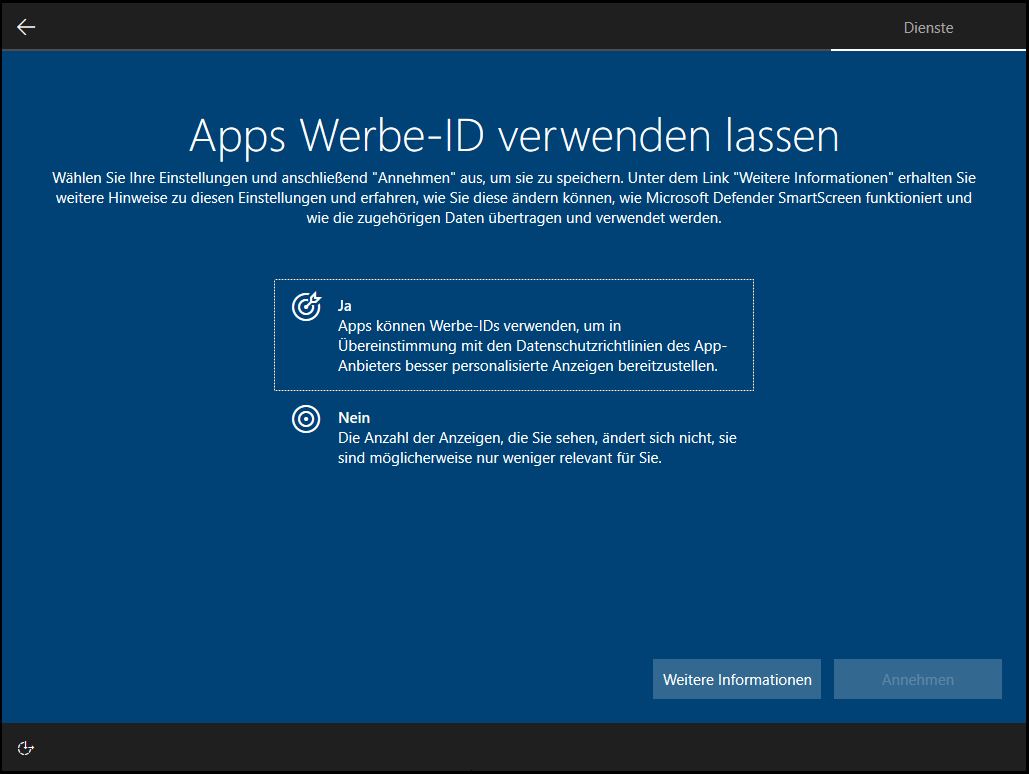 Dienste
Apps Werbe-ID verwenden lassen
Wählen Sie Ihre Einstellungen und anschließend "Annehmen" aus, um sie zu speichern. Unter dem Link "Weitere Informationen" erhalten Sie
weitere Hinweise zu diesen Einstellungen und erfahren, wie Sie diese ändern können, wie Microsoft Defender SmartScreen funktioniert und
wie die zugehörigen Daten übertragen und verwendet werden.
Ja
Apps können Werbe-IDs verwenden, um in
Übereinstimmung mit den Datenschutzrichtlinien des App-
Anbieters besser personalisierte Anzeigen bereitzustellen.
Nein
Die Anzahl der Anzeigen, die Sie sehen, ändert sich nicht, sie
sind möglicherweise nur weniger relevant für Sie.
Weitere Informationen
Annehmen